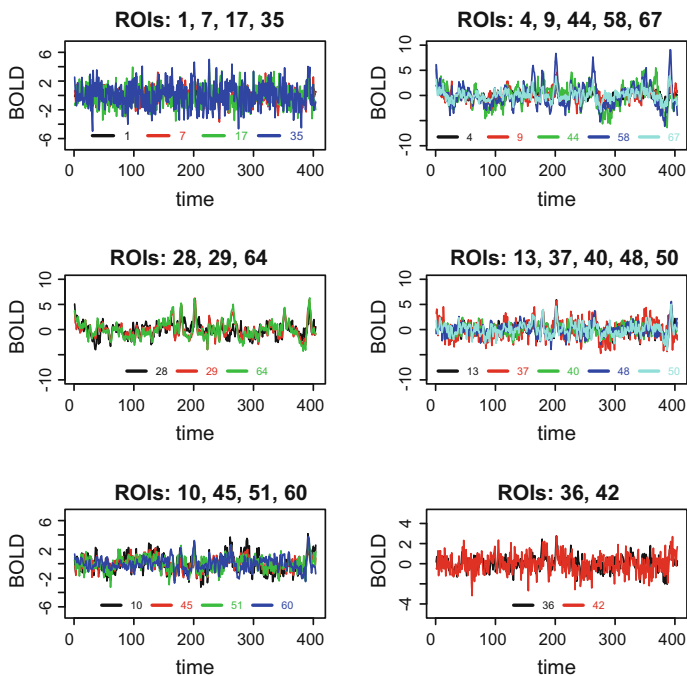 ROIs: 1, 7, 17, 35
BOLD
6
2
-2
-6
1 7 17 35
0 100 200 300 400
time
ROIs: 4, 9, 44, 58, 67
BOLD
10
5
0
-10
4 9 44 58 67
0 100 200 300 400
time
ROIs: 28, 29, 64
BOLD
10
5
0
-10
28 29 64
0 100 200 300 400
time
ROIs: 13, 37, 40, 48, 50
BOLD
10
5
0
-10
13 37 40 48 50
0 100 200 300 400
time
ROIs: 10, 45, 51, 60
BOLD
6
2
-2
-6
10 45 51 60
0 100 200 300 400
time
ROIs: 36, 42
BOLD
4
2
0
-4
36 42
0 100 200 300 400
time